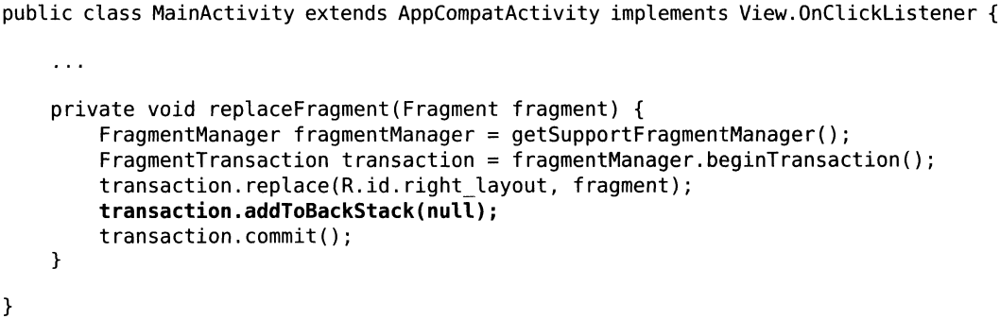 public class MainActivity extends AppCompatActivity implements View.OnClickListener {
    ...
    private void replaceFragment(Fragment fragment) {
        FragmentManager fragmentManager = getSupportFragmentManager();
        FragmentTransaction transaction = fragmentManager.beginTransaction();
        transaction.replace(R.id.right_layout, fragment);
        transaction.addToBackStack(null);
        transaction.commit();
    }
}